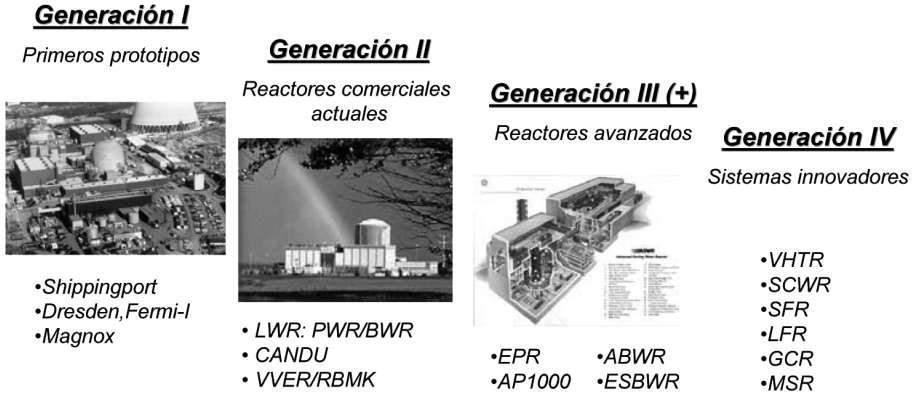 Generación I
Primeros prototipos
•Shippingport
•Dresden,Fermi-I
•Magnox
Generación II
Reactores comerciales
actuales
•LWR: PWR/BWR
•CANDU
•VVER/RBMK
Generación III (+)
Reactores avanzados
•EPR
•AP1000
•ABWR
•ESBWR
Generación IV
Sistemas innovadores
•VHTR
•SCWR
•SFR
•LFR
•GCR
•MSR